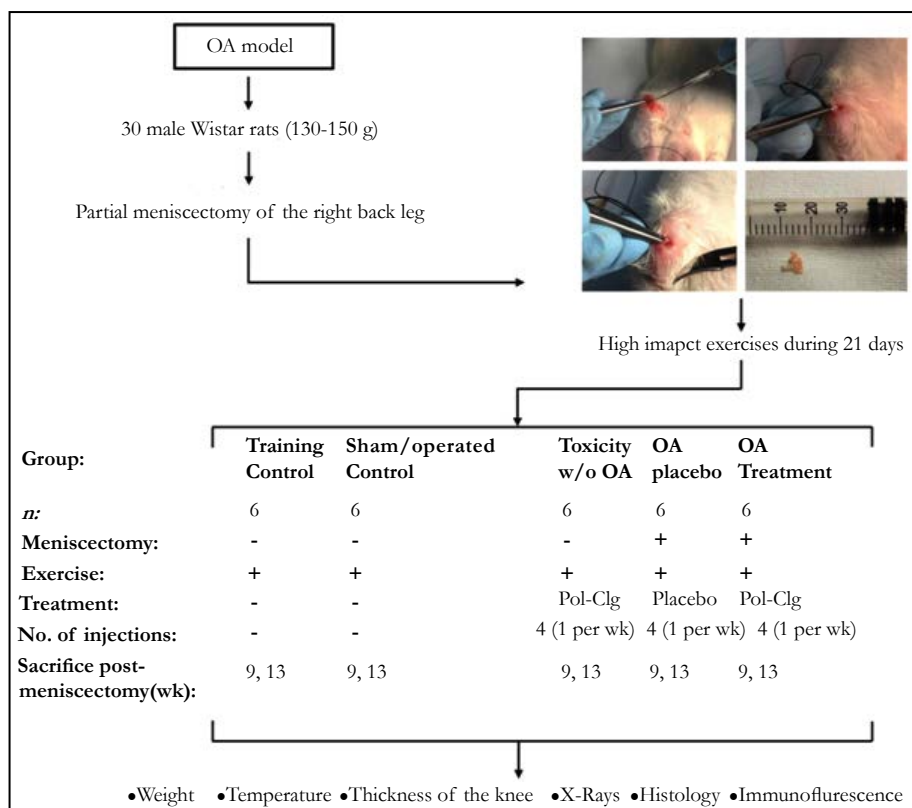 OA model
30 male Wistar rats (130-150 g)
Partial meniscectomy of the right back leg
10 20 30
High imapct exercises during 21 days
Group: Training Control Sham/operated Control Toxicity w/o OA OA placebo OA Treatment
n: 6 6 6 6 6
Meniscectomy: - - - + +
Exercise: + + + + +
Treatment: - - Pol-Clg Placebo Pol-Clg
No. of injections: - - 4 (1 per wk) 4 (1 per wk) 4 (1 per wk)
Sacrifice post-
meniscectomy(wk): 9, 13 9, 13 9, 13 9, 13 9, 13
•Weight •Temperature •Thickness of the knee •X-Rays •Histology •Immunoflurescence